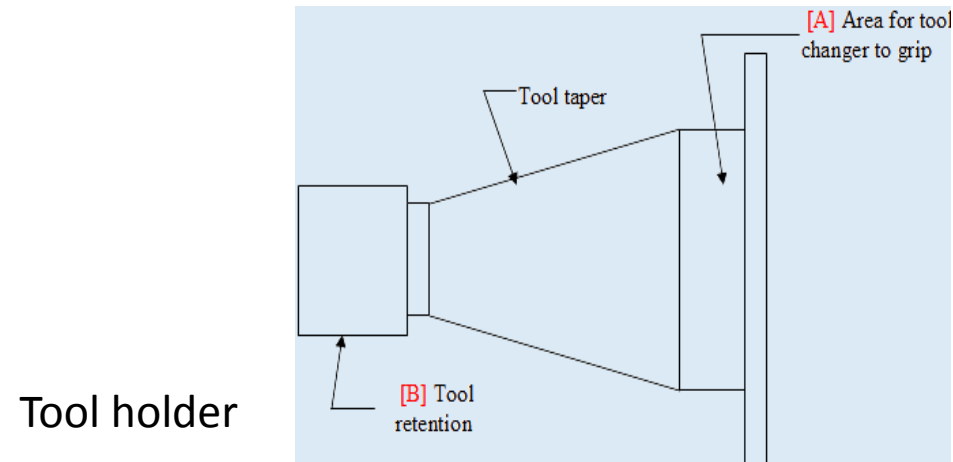 [A] Area for tool
changer to grip
Tool taper
[B] Tool
retention
Tool holder